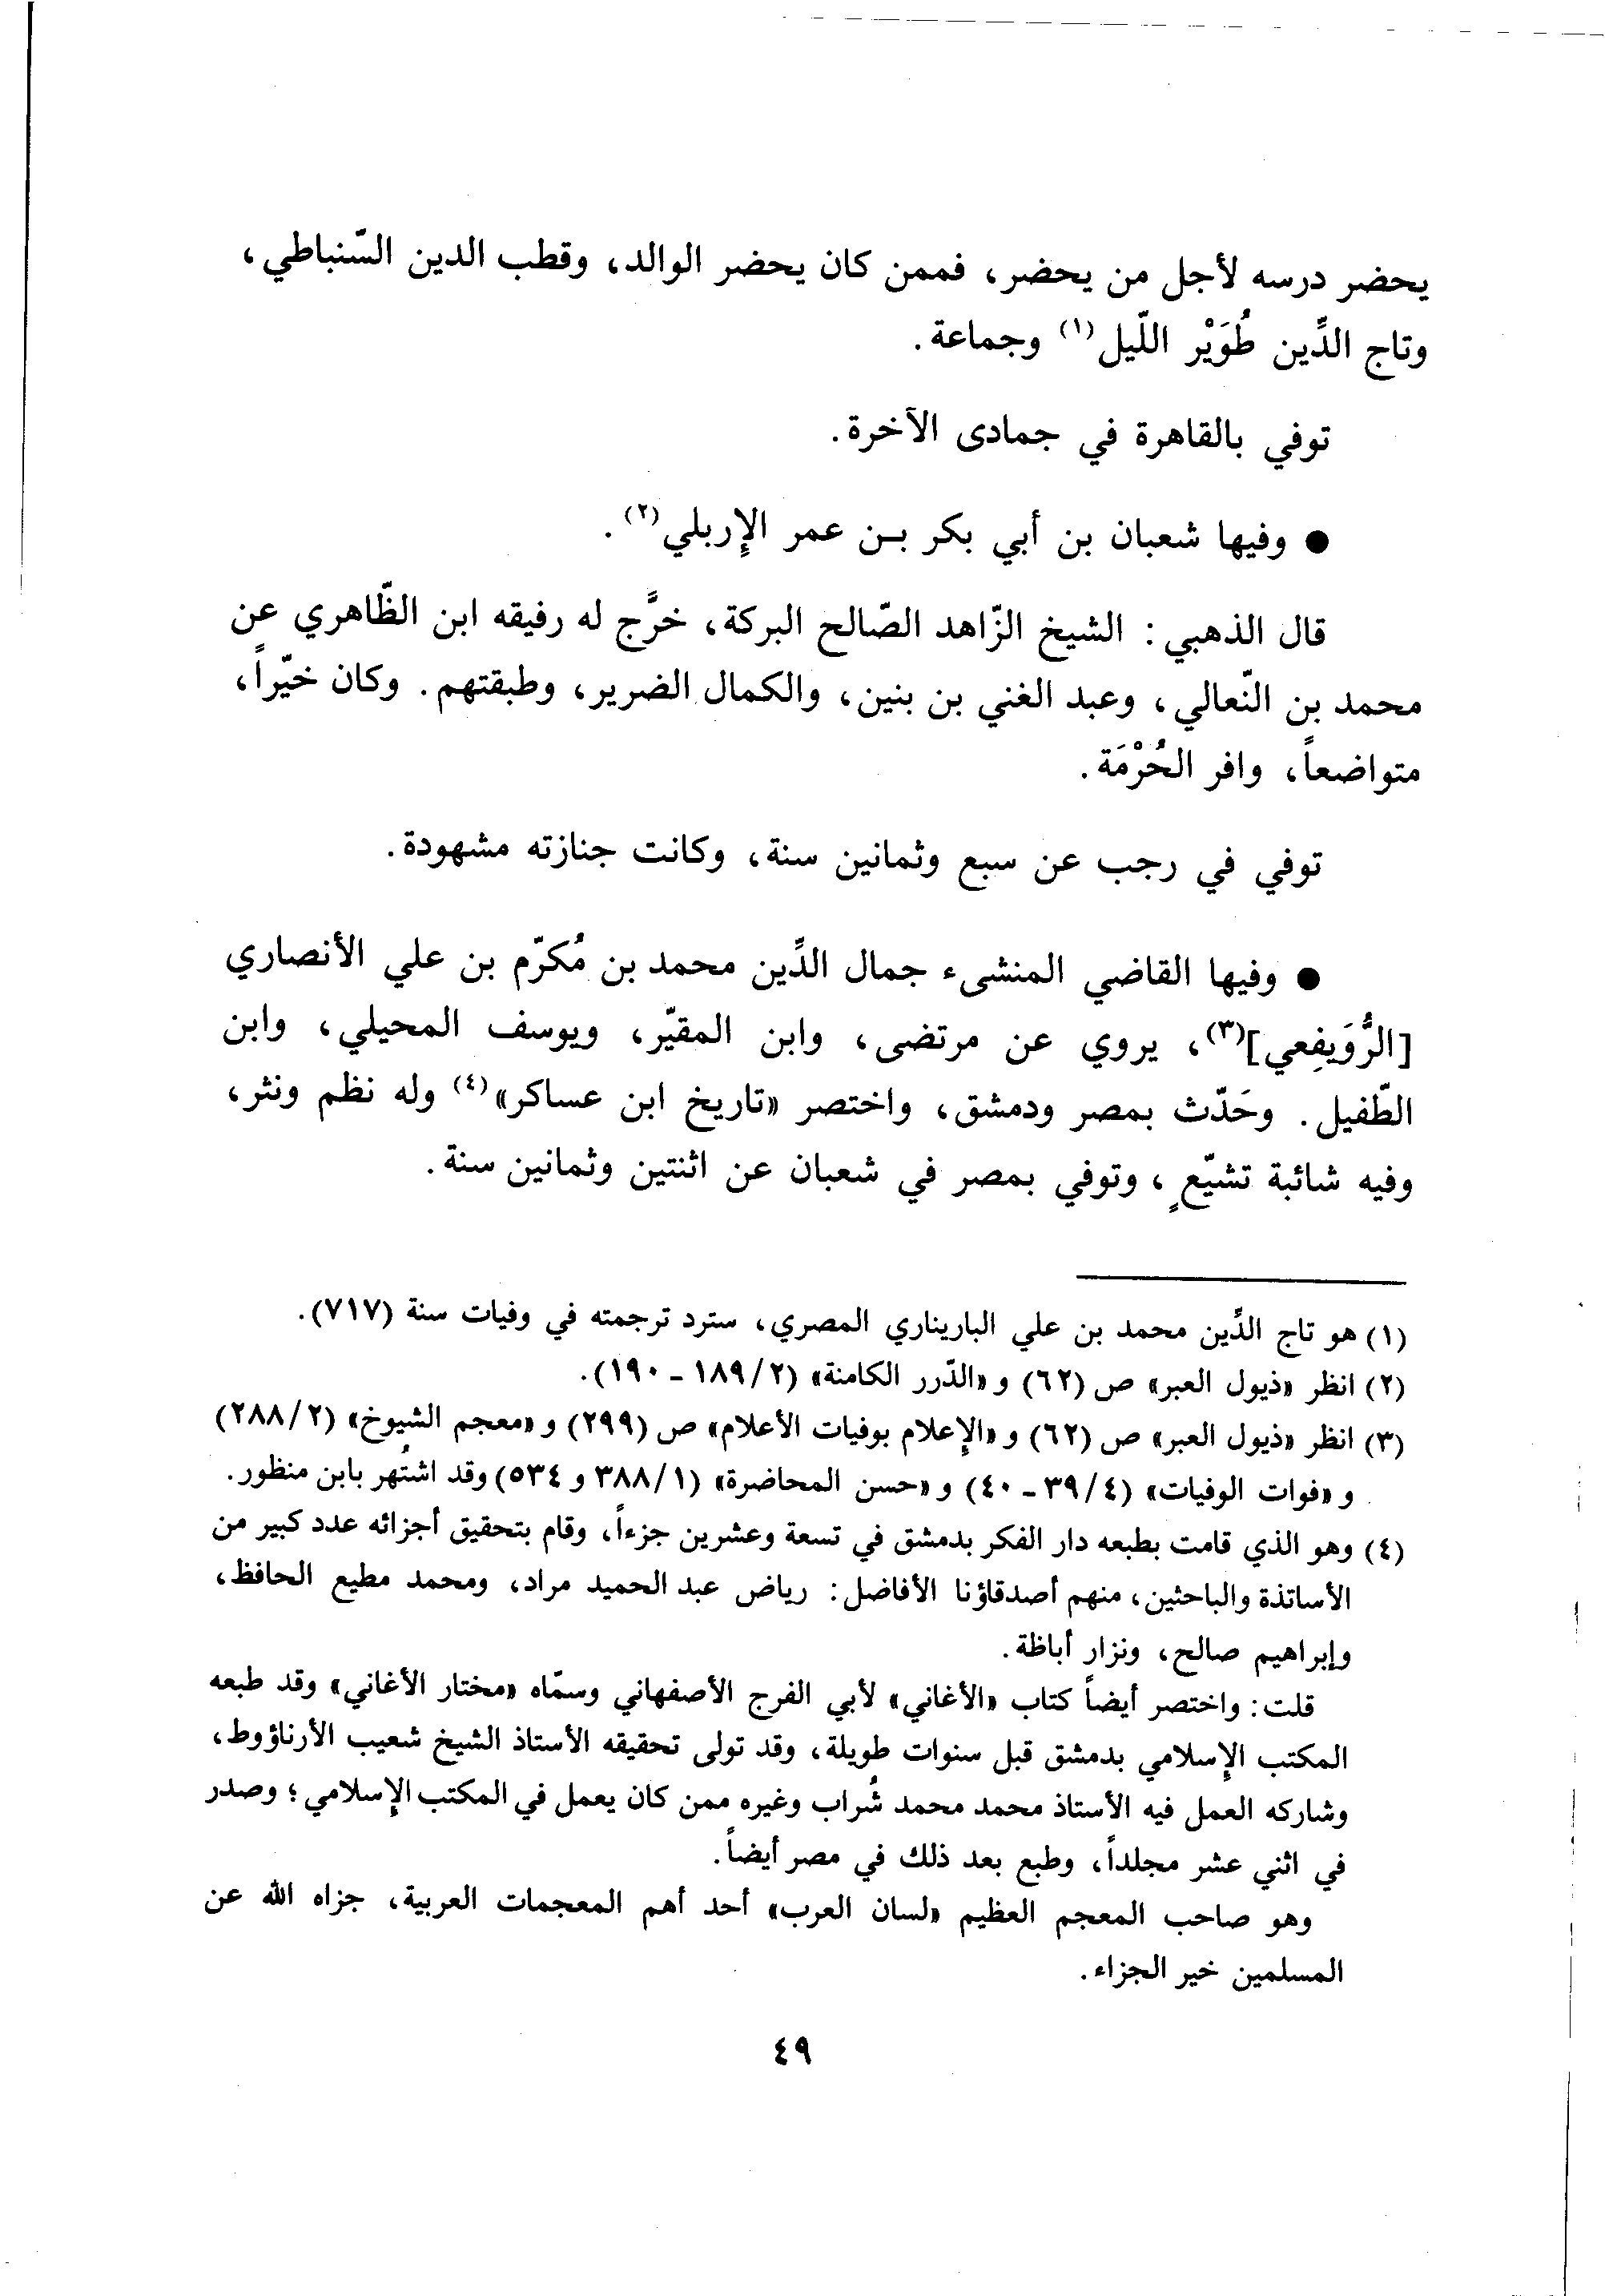 يحضر درسه لأجل من يحضر، فممن كان يحضر الوالد، وقطب الدين السّنباطي،
وتاج الدِّين طُوَيْر اللّيل(١) وجماعة.
توفي بالقاهرة في جمادى الآخرة.
● وفيها شعبان بن أبي بكر بـن عمر الإربلي(٢).
قال الذهبي: الشيخ الزّاهد الصّالح البركة، خرَّج له رفيقه ابن الظّاهري عن
محمد بن النّعالي، وعبد الغني بن بنين، والكمال الضرير، وطبقتهم. وكان خيّراً،
متواضعاً، وافر الحُرْمَة.
توفي في رجب عن سبع وثمانين سنة، وكانت جنازته مشهودة.
● وفيها القاضي المنشىء جمال الدِّين محمد بن مُكرّم بن علي الأنصاري
[الرُّوَيفِعي](٣)، يروي عن مرتضى، وابن المقيّر، ويوسف المحيلي، وابن
الطّفيل. وحَدّث بمصر ودمشق، واختصر «تاريخ ابن عساكر»(٤) وله نظم ونثر،
وفيه شائبة تشيّعٍ، وتوفي بمصر في شعبان عن اثنتين وثمانين سنة.
(١) هو تاج الدِّين محمد بن علي البارنباري المصري، سترد ترجمته في وفيات سنة (٧١٧).
(٢) انظر «ذيول العبر» ص (٦٢) و «الدّرر الكامنة» (٢/ ١٨٩ - ١٩٠).
(٣) انظر «ذيول العبر» ص (٦٢) و «الإعلام بوفيات الأعلام» ص (٢٩٩) و «معجم الشيوخ» (٢/ ٢٨٨)
و «فوات الوفيات» (٤/ ٣٩ - ٤٠) و «حسن المحاضرة» (١/ ٣٨٨ و ٥٣٤) وقد اشتُهر بابن منظور.
(٤) وهو الذي قامت بطبعه دار الفكر بدمشق في تسعة وعشرين جزءاً، وقام بتحقيق أجزائه عدد كبير من
الأساتذة والباحثين، منهم أصدقاؤنا الأفاضل: رياض عبد الحميد مراد، ومحمد مطيع الحافظ،
وإبراهيم صالح، ونزار أباظة.
قلت: واختصر أيضاً كتاب «الأغاني» لأبي الفرج الأصفهاني وسمّاه «مختار الأغاني» وقد طبعه
المكتب الإسلامي بدمشق قبل سنوات طويلة، وقد تولى تحقيقه الأستاذ الشيخ شعيب الأرناؤوط،
وشاركه العمل فيه الأستاذ محمد محمد شُراب وغيره ممن كان يعمل في المكتب الإسلامي؛ وصدر
في اثني عشر مجلداً، وطبع بعد ذلك في مصر أيضاً.
وهو صاحب المعجم العظيم «لسان العرب» أحد أهم المعجمات العربية، جزاه الله عن
المسلمين خير الجزاء.
٤٩